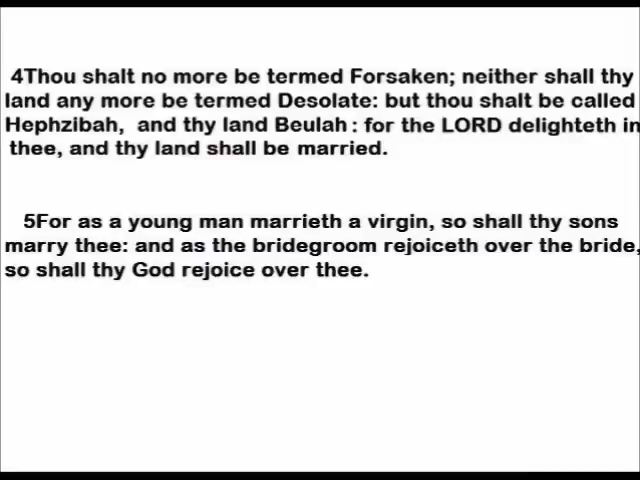 4Thou shalt no more be termed Forsaken; neither shall thy
land any more be termed Desolate: but thou shalt be called
Hephzibah, and thy land Beulah : for the LORD delighteth in
thee, and thy land shall be married.
5For as a young man marrieth a virgin, so shall thy sons
marry thee: and as the bridegroom rejoiceth over the bride,
so shall thy God rejoice over thee.